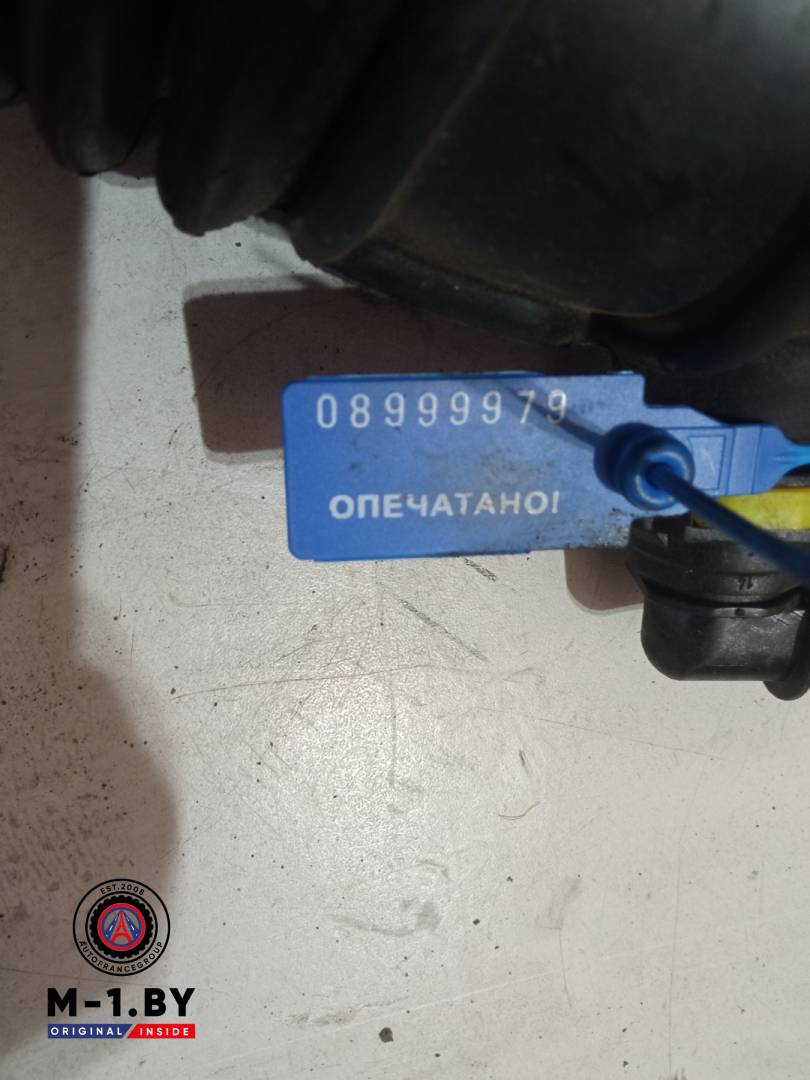 08999979
ОПЕЧАТАНО!
EST.2008
AUTOFRANCEGROUP
M-1.BY
ORIGINAL INSIDE